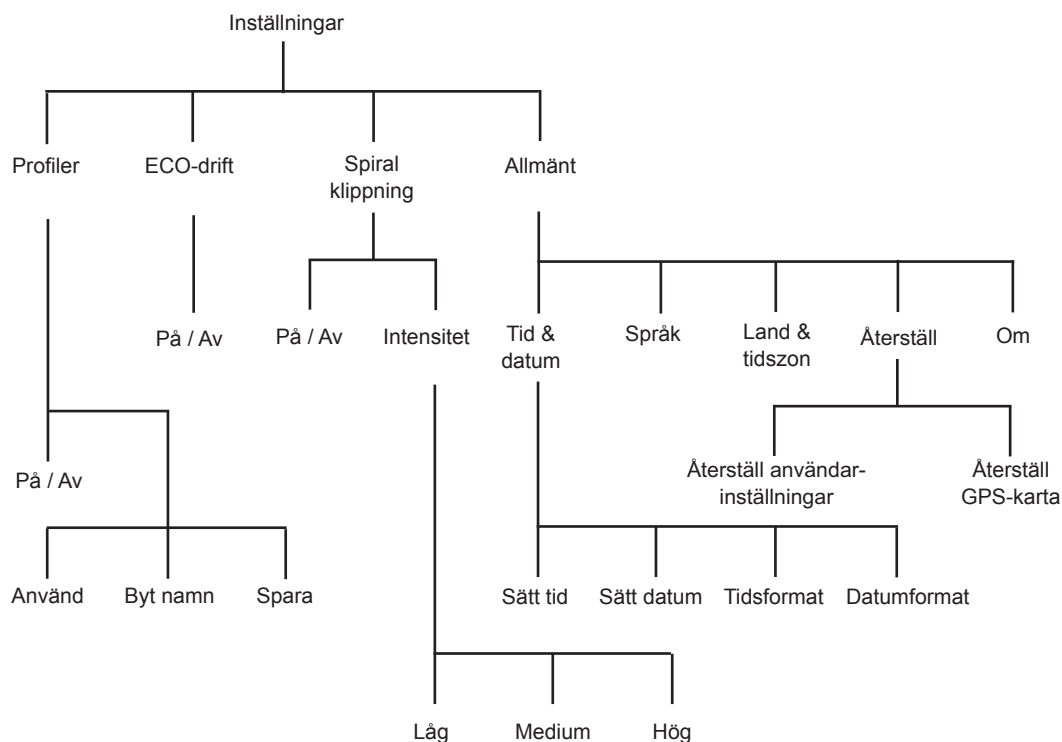 Inställningar
Profiler
ECO-drift
Spiral
klippning
Allmänt
På / Av
På / Av
Intensitet
Tid &
datum
Språk
Land &
tidszon
Återställ
Om
På / Av
Återställ användar-
inställningar
Återställ
GPS-karta
Använd
Byt namn
Spara
Sätt tid
Sätt datum
Tidsformat
Datumformat
Låg
Medium
Hög